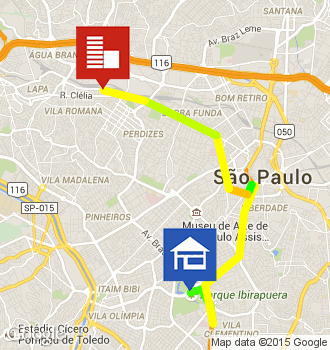 Av. Braz Leme
ÁGUA BRANCA
116
LAPA
R. Clélia
BOM RETIRO
VILA ROMANA
BARRA FUNDA
050
PERDIZES
116
São Paulo
VILA MADALENA
SP-015
PINHEIROS
Museu de Arte de
São Paulo Assis...
LIBERDADE
Av. Bra
ITAIM BIBI
Parque Ibirapuera
VILA OLÍMPIA
Estádio Cícero
Pompeu de Toledo
VILA
CLEMENTINO
Map data ©2015 Google